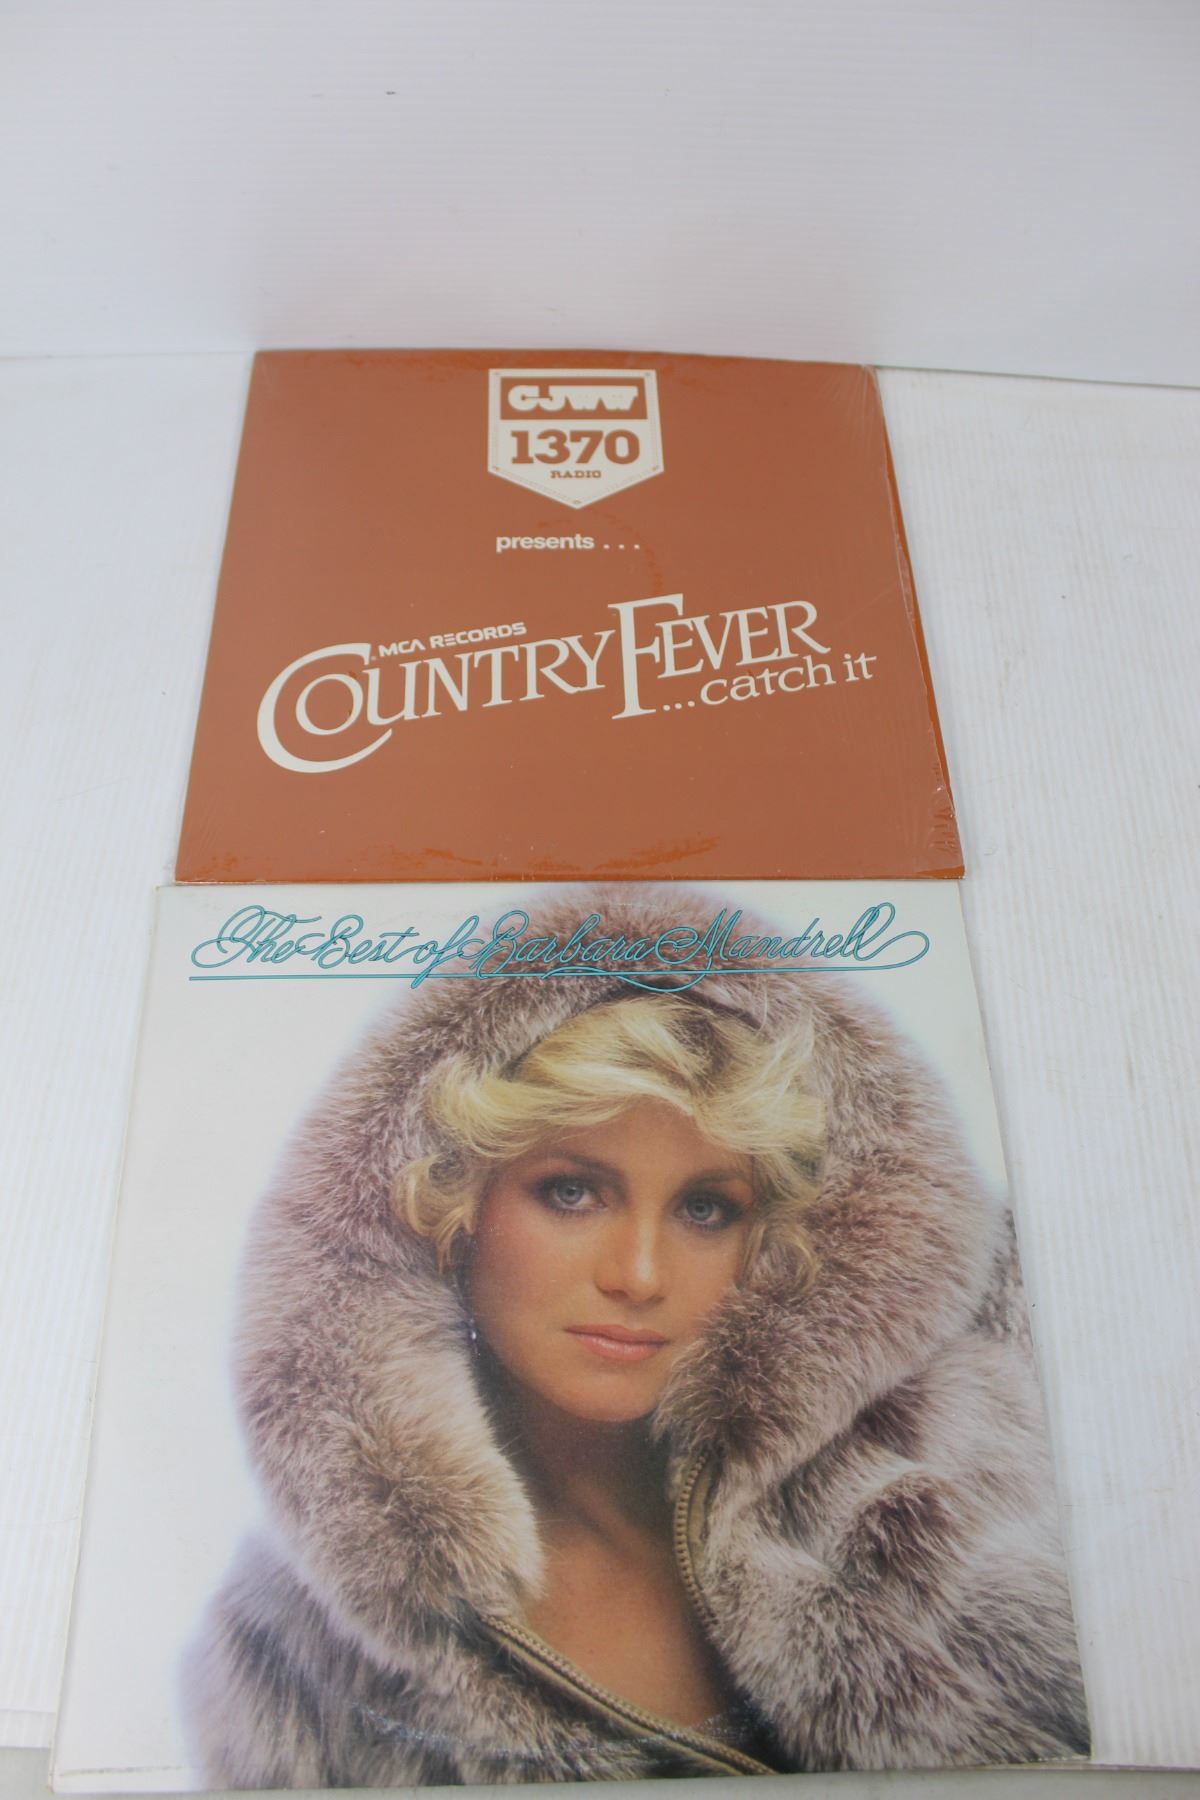 CJWW
1370
RADIO
presents . . .
MCA RECORDS
COUNTRY FEVER
...catch it
The Best of Barbara Mandrell